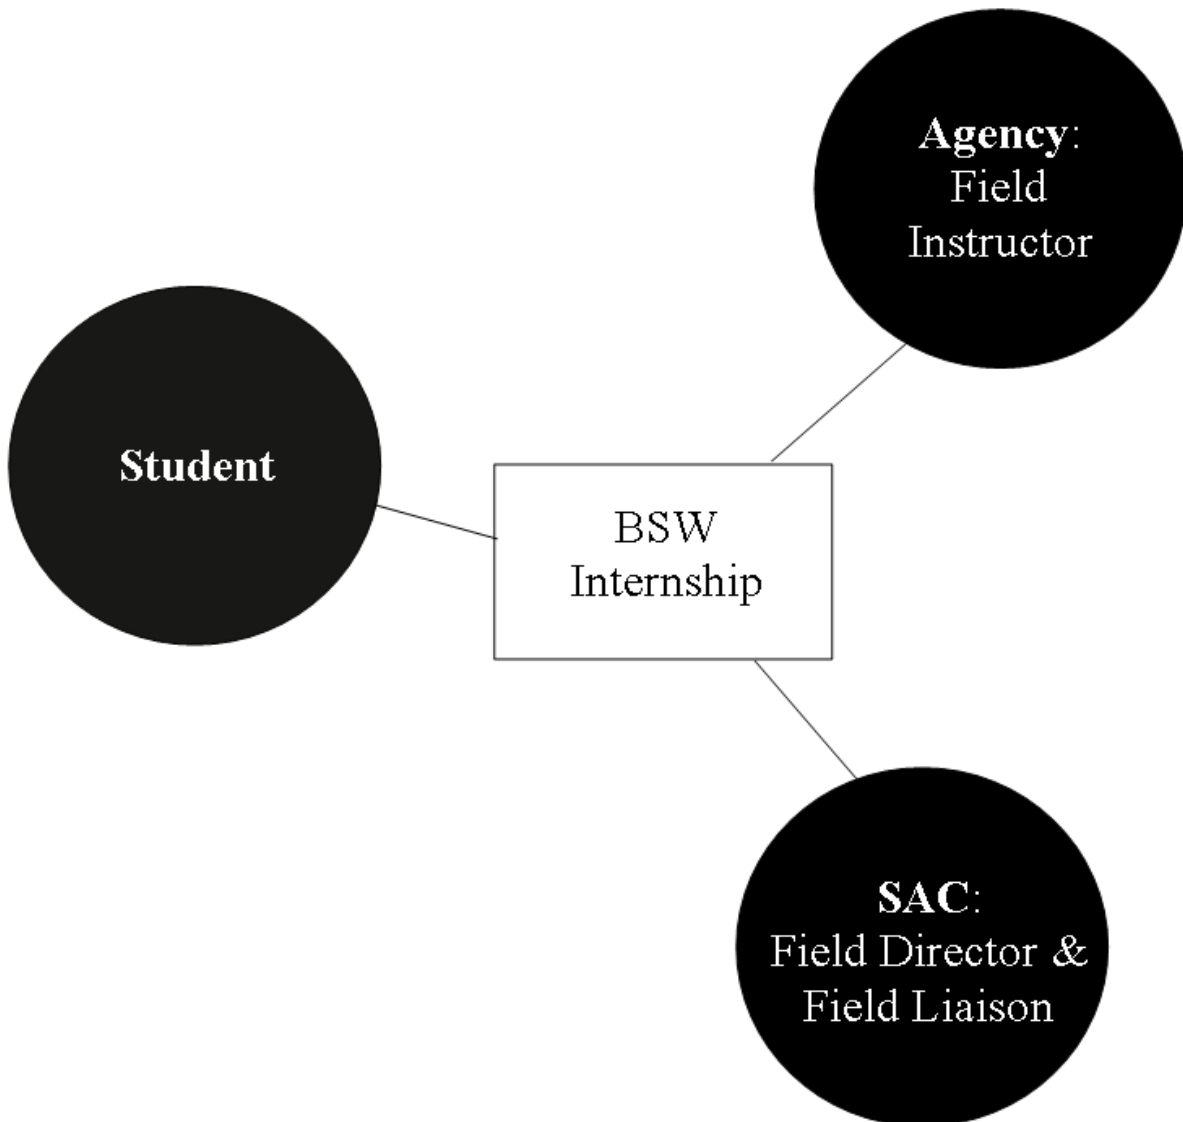 Agency:
Field
Instructor
Student
BSW
Internship
SAC:
Field Director &
Field Liaison